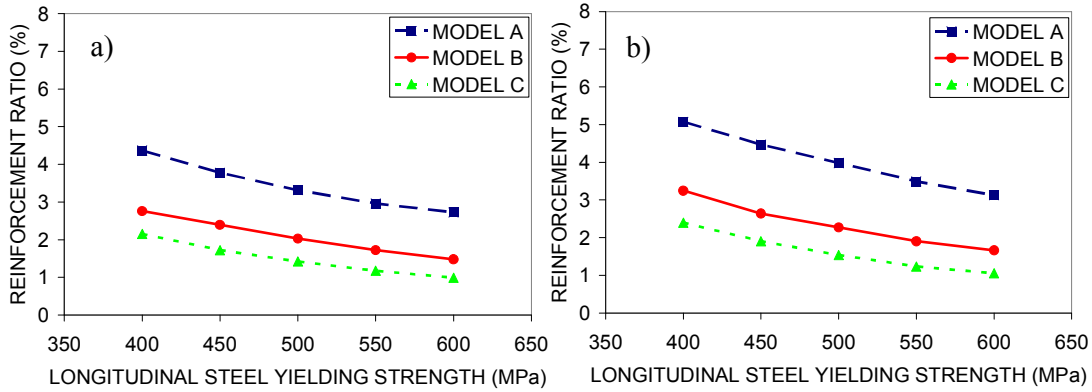 a)
REINFORCEMENT RATIO (%)
8
7
6
5
4
3
2
1
0
MODEL A
MODEL B
MODEL C
350 400 450 500 550 600 650
LONGITUDINAL STEEL YIELDING STRENGTH (MPa)
b)
REINFORCEMENT RATIO (%)
8
7
6
5
4
3
2
1
0
MODEL A
MODEL B
MODEL C
350 400 450 500 550 600 650
LONGITUDINAL STEEL YIELDING STRENGTH (MPa)